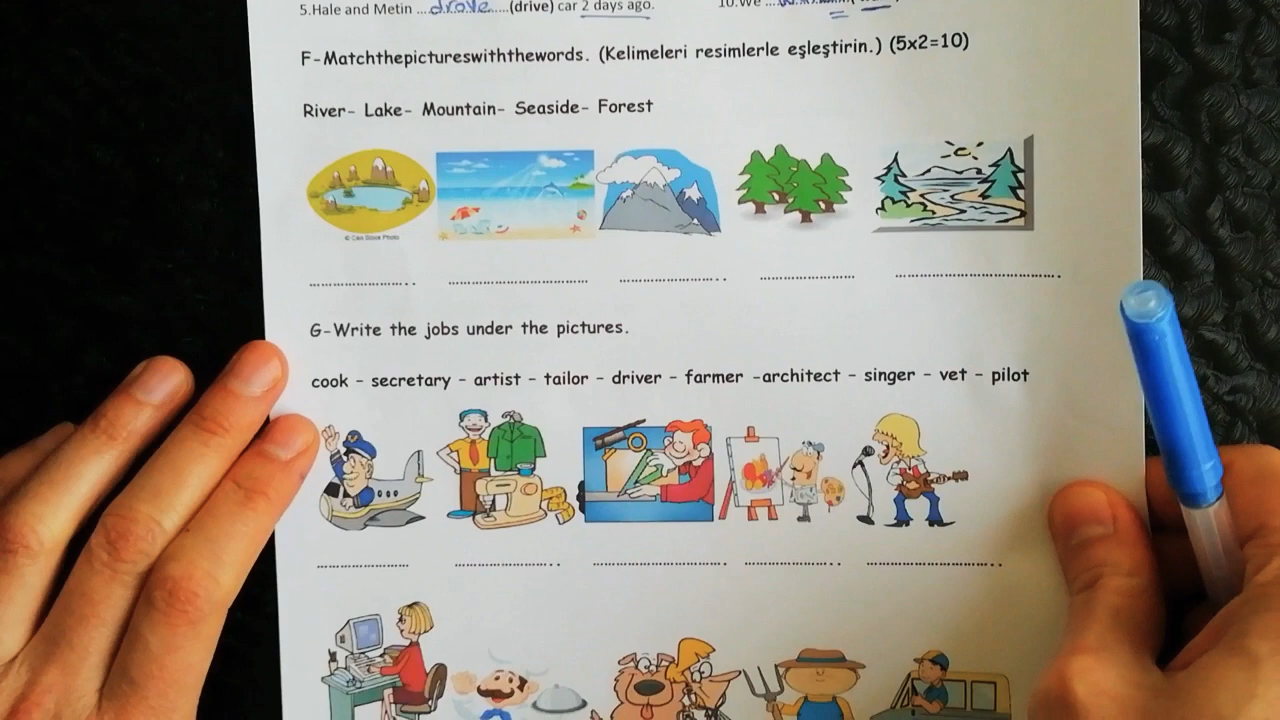 5.Hale and Metin ....drove.....(drive) car 2 days ago.
10.We
F-Matchthepictureswiththewords. (Kelimeleri resimlerle eşleştirin.) (5x2=10)
River- Lake- Mountain- Seaside- Forest
© Can Stock Photo
G-Write the jobs under the pictures.
cook - secretary - artist - tailor - driver - farmer -architect - singer - vet - pilot